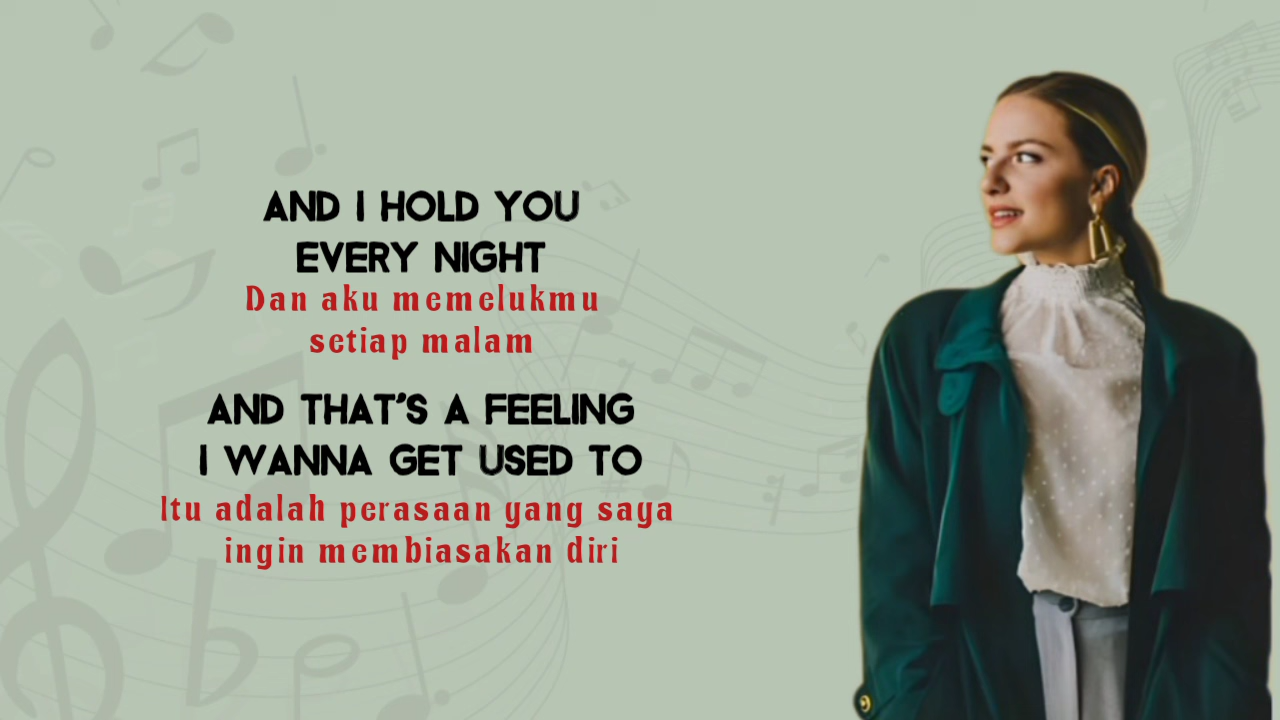 AND I HOLD YOU
EVERY NIGHT
Dan aku memelukmu
setiap malam
AND THAT'S A FEELING
I WANNA GET USED TO
Itu adalah perasaan yang saya
ingin membiasakan diri